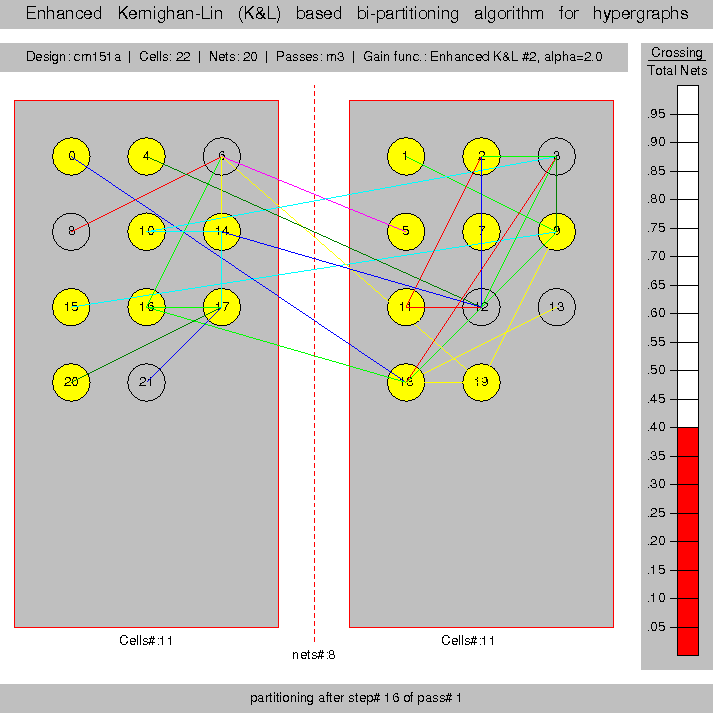 Enhanced Kernighan-Lin (K&L) based bi-partitioning algorithm for hypergraphs
Design: cm151a | Cells: 22 | Nets: 20 | Passes: m3 | Gain func.: Enhanced K&L #2, alpha=2.0
Crossing
Total Nets
.95
.90
.85
.80
.75
.70
.65
.60
.55
.50
.45
.40
.35
.30
.25
.20
.15
.10
.05
0 4 6 1 2 3
8 10 14 5 7 9
15 16 17 11 12 13
20 21 18 19
Cells#:11 Cells#:11
nets#:8
partitioning after step# 16 of pass# 1